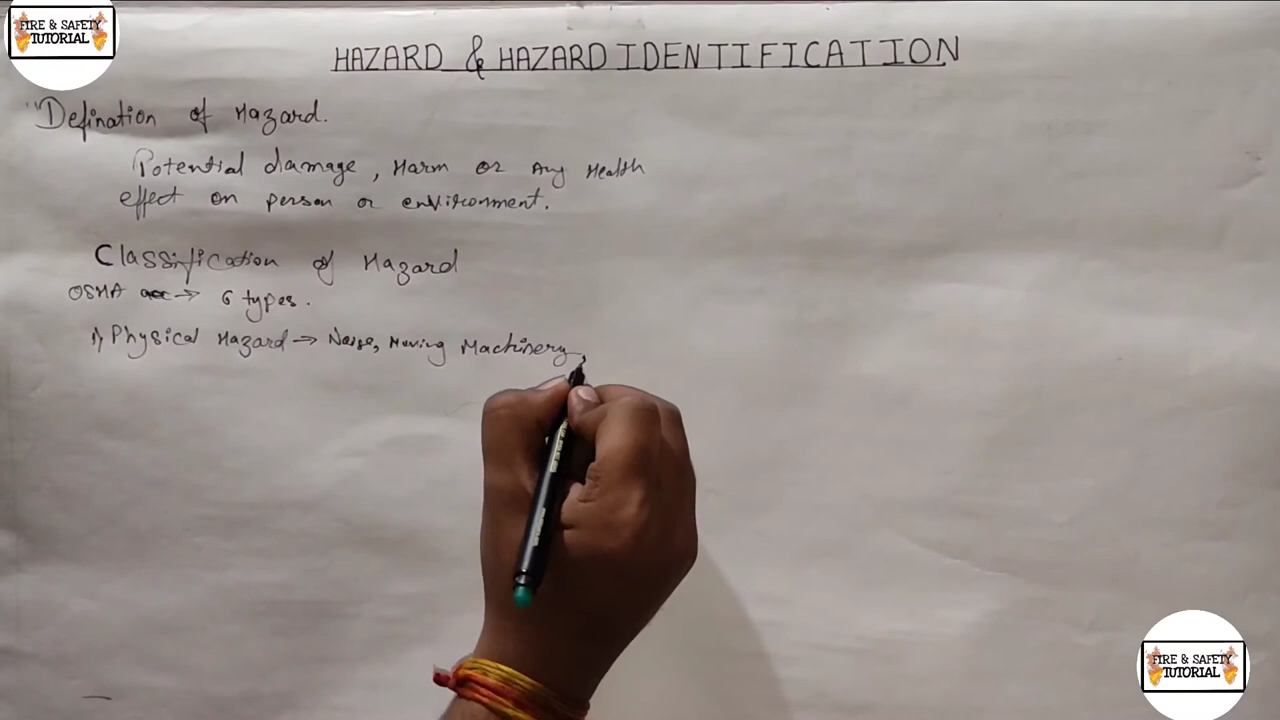 FIRE & SAFETY
TUTORIAL
HAZARD & HAZARD IDENTIFICATION
"Defination of Hazard.
Potential damage, Harm or Any Health
effect on person or environment.
Classification of Hazard
OSHA → 6 types.
1) Physical Hazard → Noise, Moving Machinery,
FIRE & SAFETY
TUTORIAL